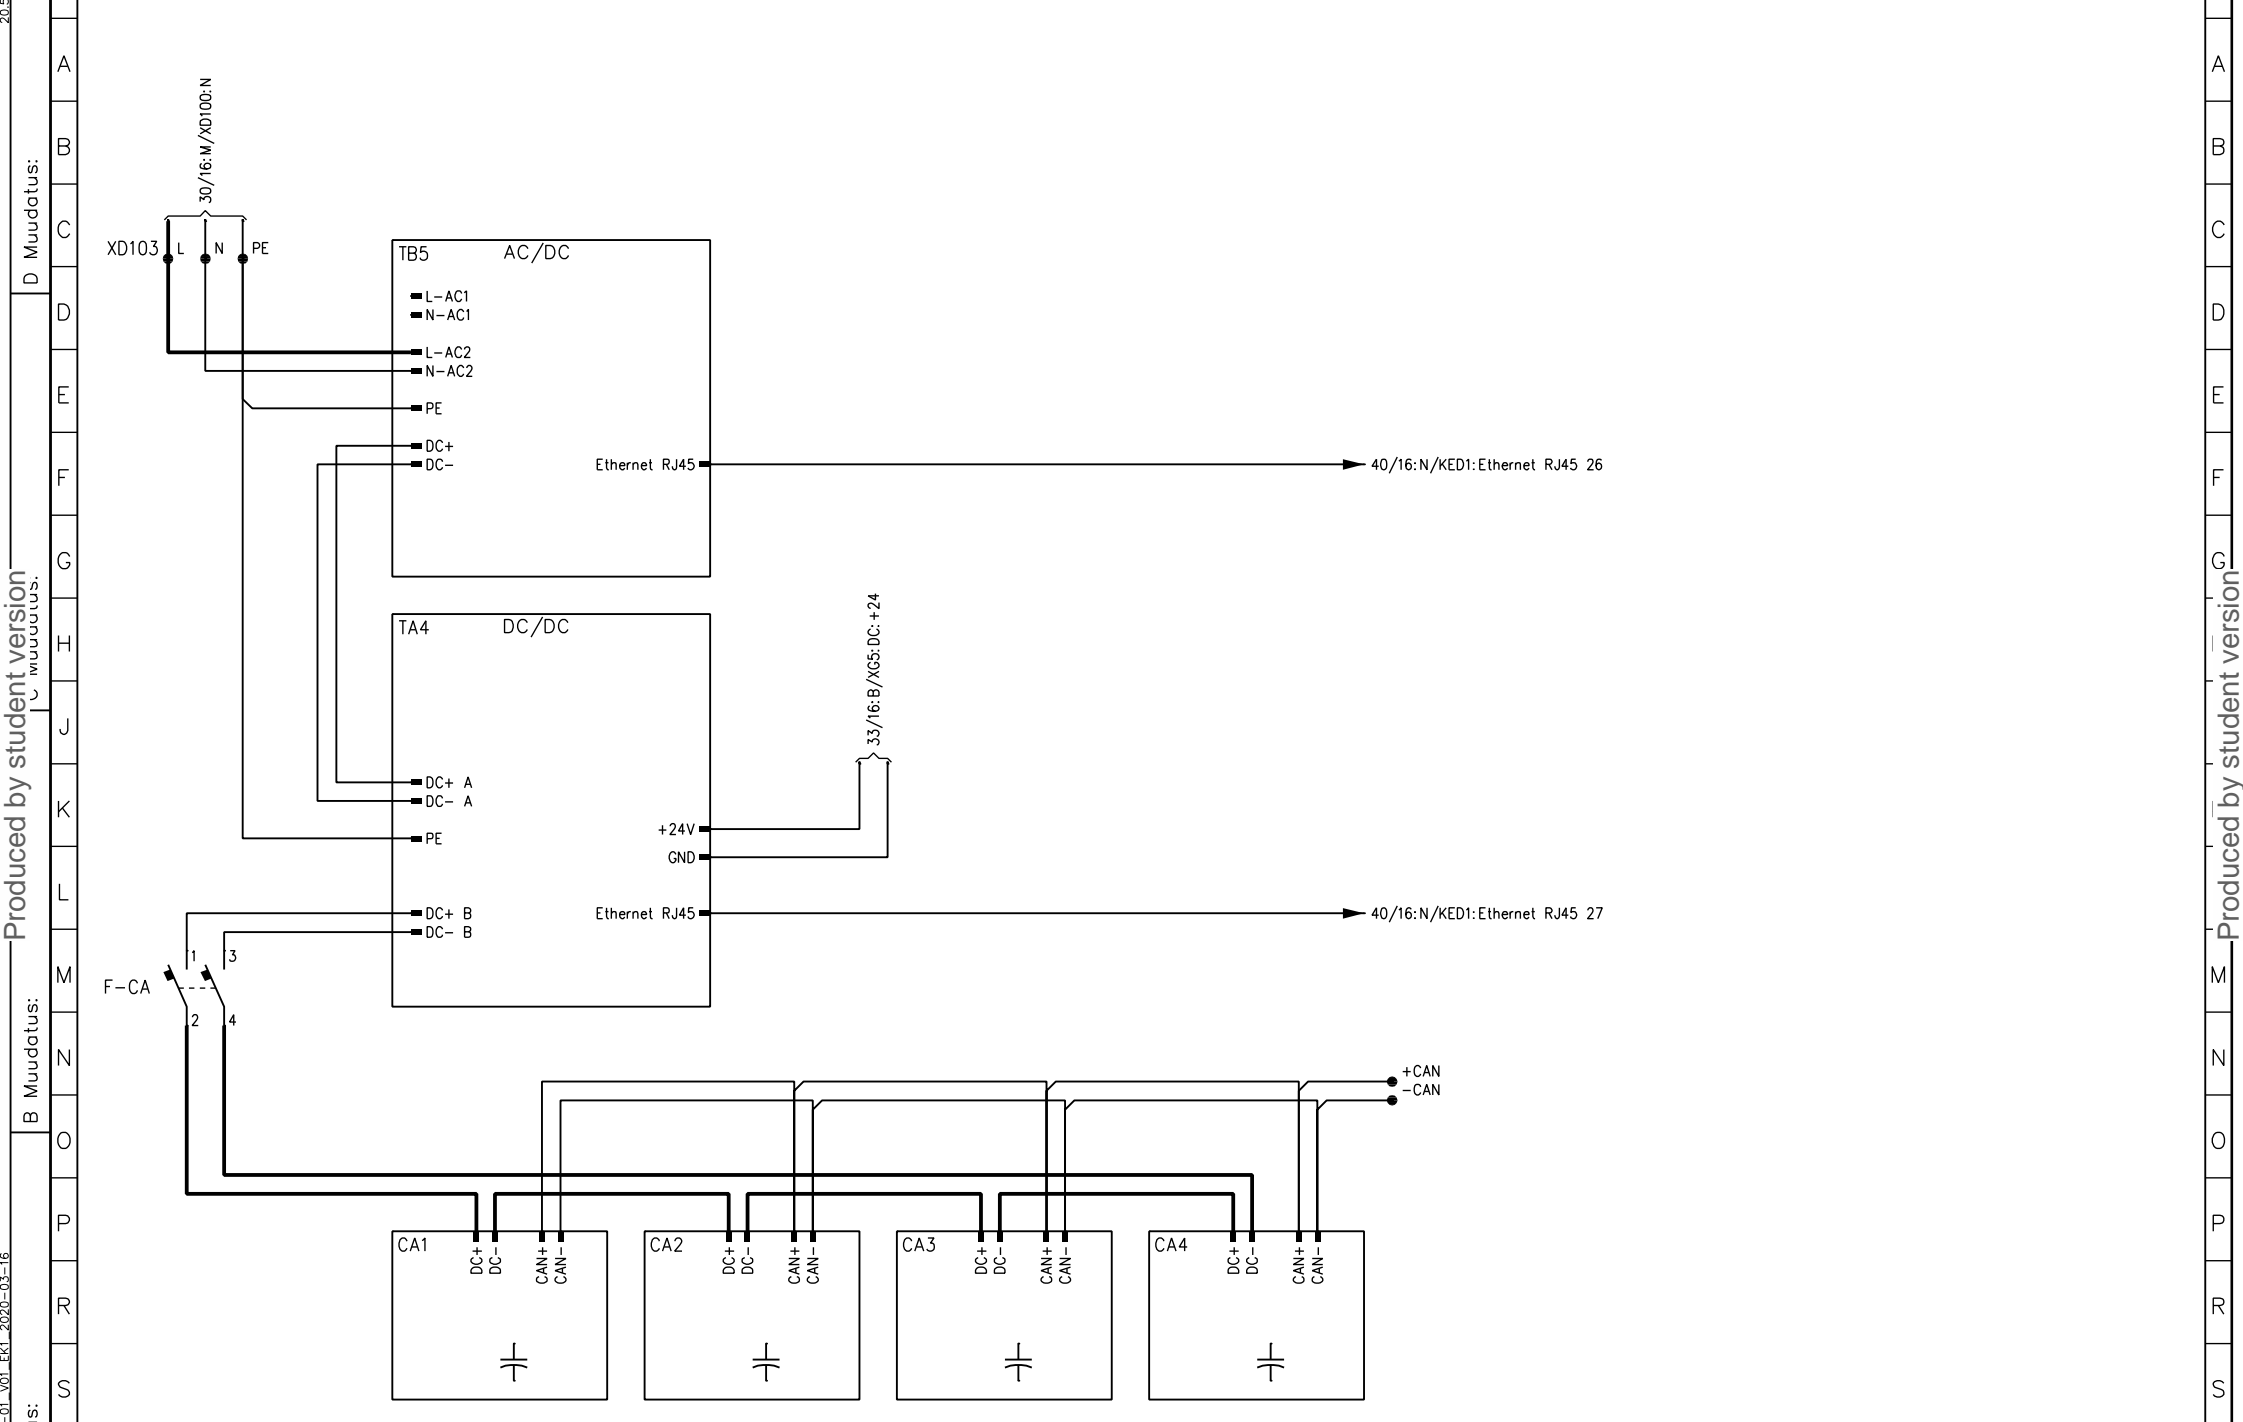 A
A
30/16:M/XD100:N
B
B
D Muudatus:
C
C
XD103
L
N
PE
TB5
AC/DC
L-AC1
N-AC1
D
D
L-AC2
N-AC2
E
E
PE
DC+
DC-
F
F
Ethernet RJ45
40/16:N/KED1:Ethernet RJ45 26
G
G
Produced by student version
Produced by student version
C Muudatus:
TA4
DC/DC
33/16:B/XG5:DC:+24
H
H
J
DC+ A
DC- A
K
PE
+24V
GND
L
DC+ B
DC- B
Ethernet RJ45
40/16:N/KED1:Ethernet RJ45 27
1
3
F-CA
M
M
2
4
B Muudatus:
N
N
+CAN
-CAN
O
O
P
P
CA1
DC+
DC-
CAN+
CAN-
CA2
DC+
DC-
CAN+
CAN-
CA3
DC+
DC-
CAN+
CAN-
CA4
DC+
DC-
CAN+
CAN-
R
R
S
S
-01_V01_EK1_2020-03-16